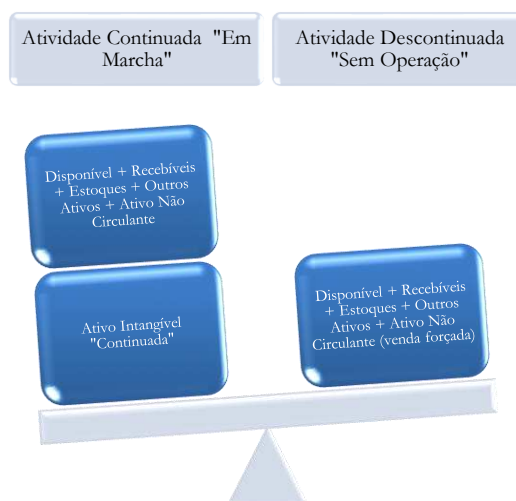 Atividade Continuada "Em
Marcha"
Atividade Descontinuada
"Sem Operação"
Disponível + Recebíveis
+ Estoques + Outros
Ativos + Ativo Não
Circulante
Ativo Intangível
"Continuada"
Disponível + Recebíveis
+ Estoques + Outros
Ativos + Ativo Não
Circulante (venda forçada)